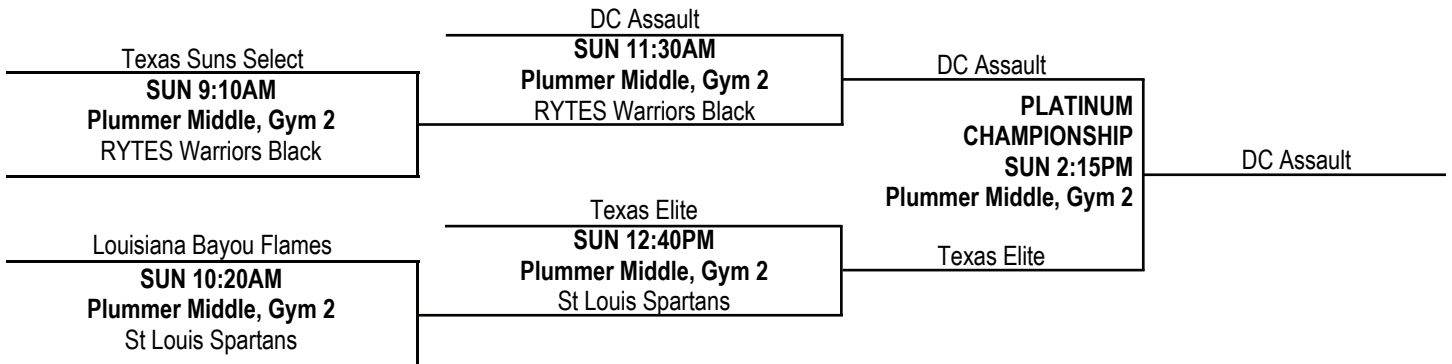 Texas Suns Select
SUN 9:10AM
Plummer Middle, Gym 2
RYTES Warriors Black
Louisiana Bayou Flames
SUN 10:20AM
Plummer Middle, Gym 2
St Louis Spartans
DC Assault
SUN 11:30AM
Plummer Middle, Gym 2
RYTES Warriors Black
Texas Elite
SUN 12:40PM
Plummer Middle, Gym 2
St Louis Spartans
DC Assault
PLATINUM
CHAMPIONSHIP
SUN 2:15PM
Plummer Middle, Gym 2
Texas Elite
DC Assault